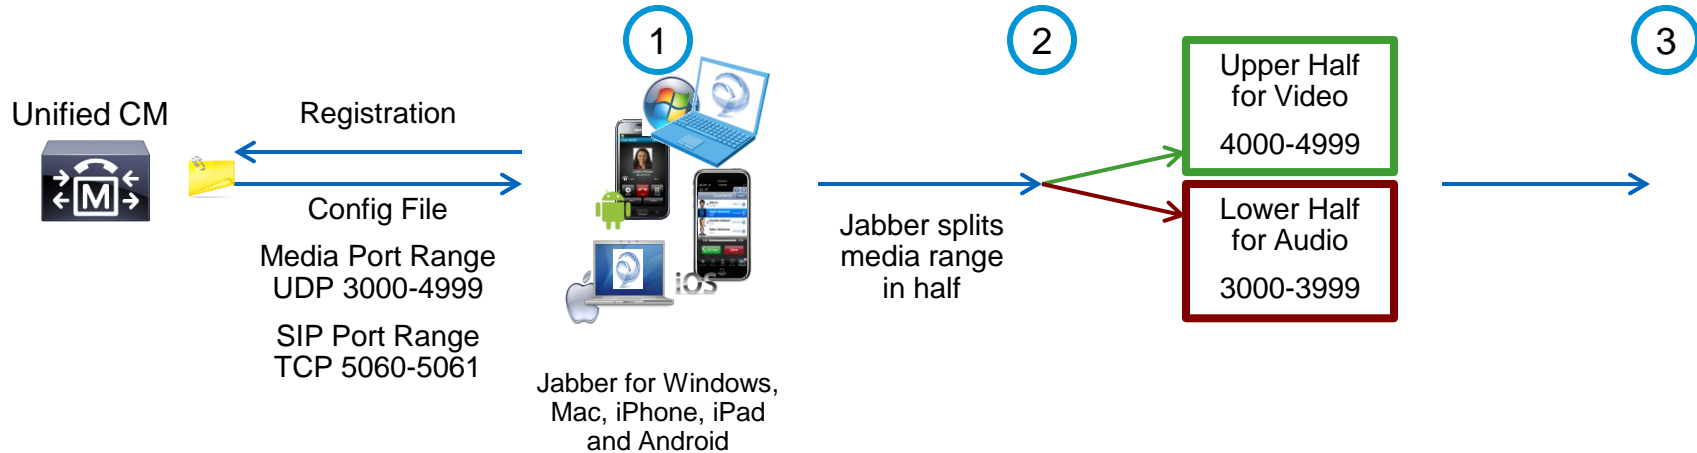 1
2
3
Unified CM
M
Registration
Config File
Media Port Range
UDP 3000-4999
SIP Port Range
TCP 5060-5061
iOS
Jabber for Windows,
Mac, iPhone, iPad
and Android
Jabber splits
media range
in half
Upper Half
for Video
4000-4999
Lower Half
for Audio
3000-3999